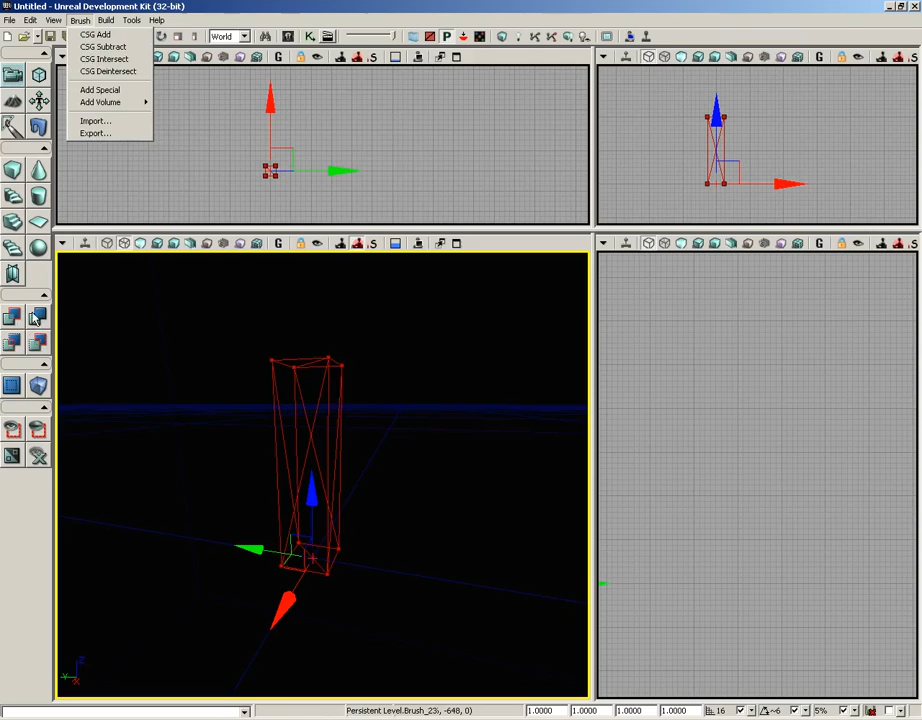 Untitled - Unreal Development Kit (32-bit)
File Edit View Brush Build Tools Help
World
CSG Add
CSG Subtract
CSG Intersect
CSG Deintersect
Add Special
Add Volume
Import...
Export...
P
K
G
S
G
S
G
S
G
S
Z
Y
X
Persistent Level.Brush_23
, -648, 0)
1.0000
1.0000
1.0000
1.0000
16
~6
5%